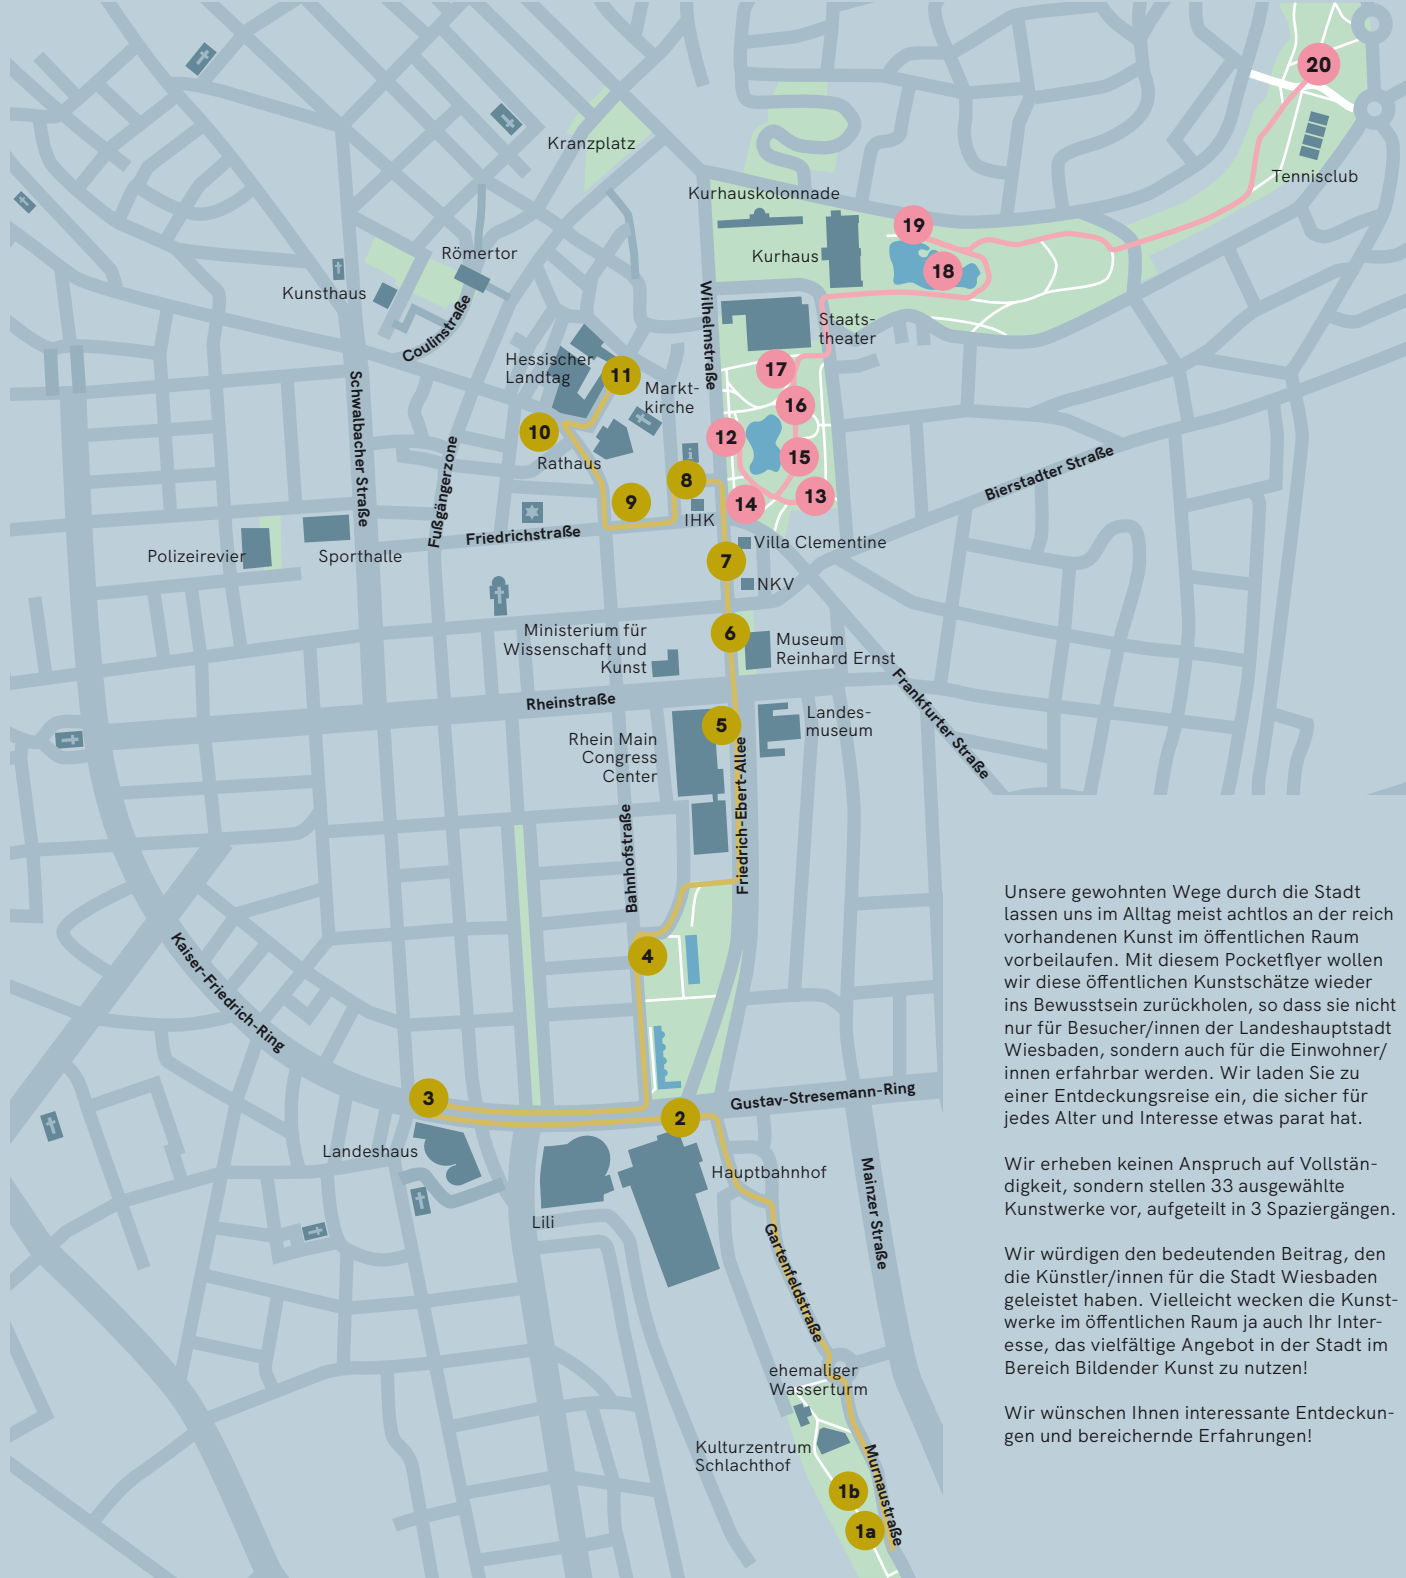 20
Kranzplatz
Tennisclub
Kurhauskolonnade
19
Römertor
Kurhaus
18
Kunsthaus
Wilhelmstraße
Coulinstraße
Staats-
theater
Hessischer
Landtag
11
17
Markt-
kirche
16
Schwalbacher Straße
10
12
Rathaus
15
Fußgängerzone
Bierstadter Straße
i
8
9
14
13
IHK
Friedrichstraße
Polizeirevier
Sporthalle
Villa Clementine
7
NKV
Ministerium für
Wissenschaft und
Kunst
6
Museum
Reinhard Ernst
Rheinstraße
Frankfurter Straße
5
Landes-
museum
Rhein Main
Congress
Center
Friedrich-Ebert-Allee
Bahnhofstraße
4
Kaiser-Friedrich-Ring
3
2
Gustav-Stresemann-Ring
Landeshaus
Hauptbahnhof
Lili
Mainzer Straße
Gartenfeldstraße
ehemaliger
Wasserturm
Kulturzentrum
Schlachthof
Murnaustraße
1b
1a
Unsere gewohnten Wege durch die Stadt
lassen uns im Alltag meist achtlos an der reich
vorhandenen Kunst im öffentlichen Raum
vorbeilaufen. Mit diesem Pocketflyer wollen
wir diese öffentlichen Kunstschätze wieder
ins Bewusstsein zurückholen, so dass sie nicht
nur für Besucher/innen der Landeshauptstadt
Wiesbaden, sondern auch für die Einwohner/
innen erfahrbar werden. Wir laden Sie zu
einer Entdeckungsreise ein, die sicher für
jedes Alter und Interesse etwas parat hat.
Wir erheben keinen Anspruch auf Vollstän-
digkeit, sondern stellen 33 ausgewählte
Kunstwerke vor, aufgeteilt in 3 Spaziergängen.
Wir würdigen den bedeutenden Beitrag, den
die Künstler/innen für die Stadt Wiesbaden
geleistet haben. Vielleicht wecken die Kunst-
werke im öffentlichen Raum ja auch Ihr Inter-
esse, das vielfältige Angebot in der Stadt im
Bereich Bildender Kunst zu nutzen!
Wir wünschen Ihnen interessante Entdeckun-
gen und bereichernde Erfahrungen!